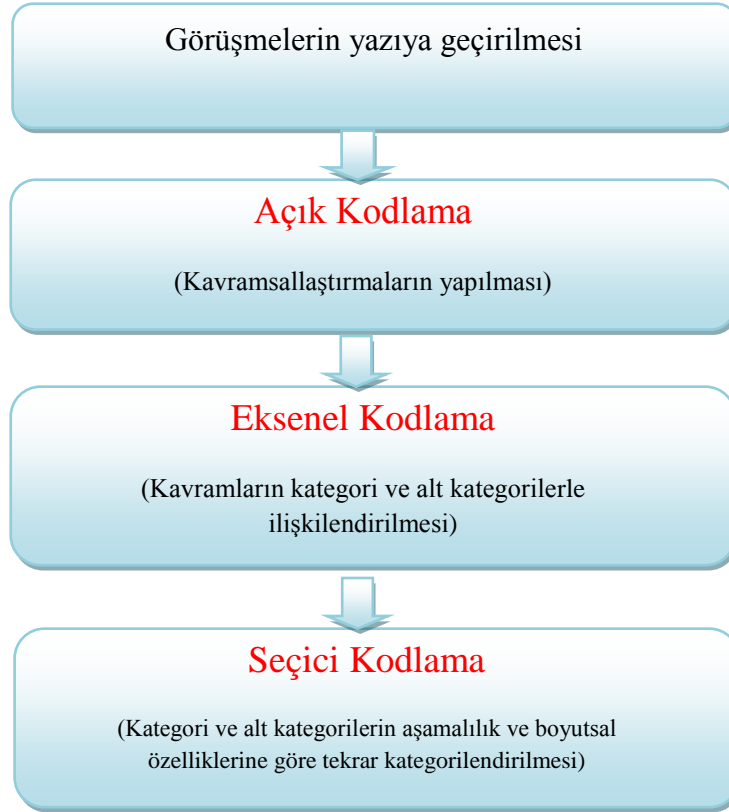 Görüşmelerin yazıya geçirilmesi
Açık Kodlama
(Kavramsallaştırmaların yapılması)
Eksenel Kodlama
(Kavramların kategori ve alt kategorilerle
ilişkilendirilmesi)
Seçici Kodlama
(Kategori ve alt kategorilerin aşamalılık ve boyutsal
özelliklerine göre tekrar kategorilendirilmesi)